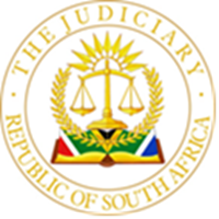 THE JUDICIARY
REPUBLIC OF SOUTH AFRICA